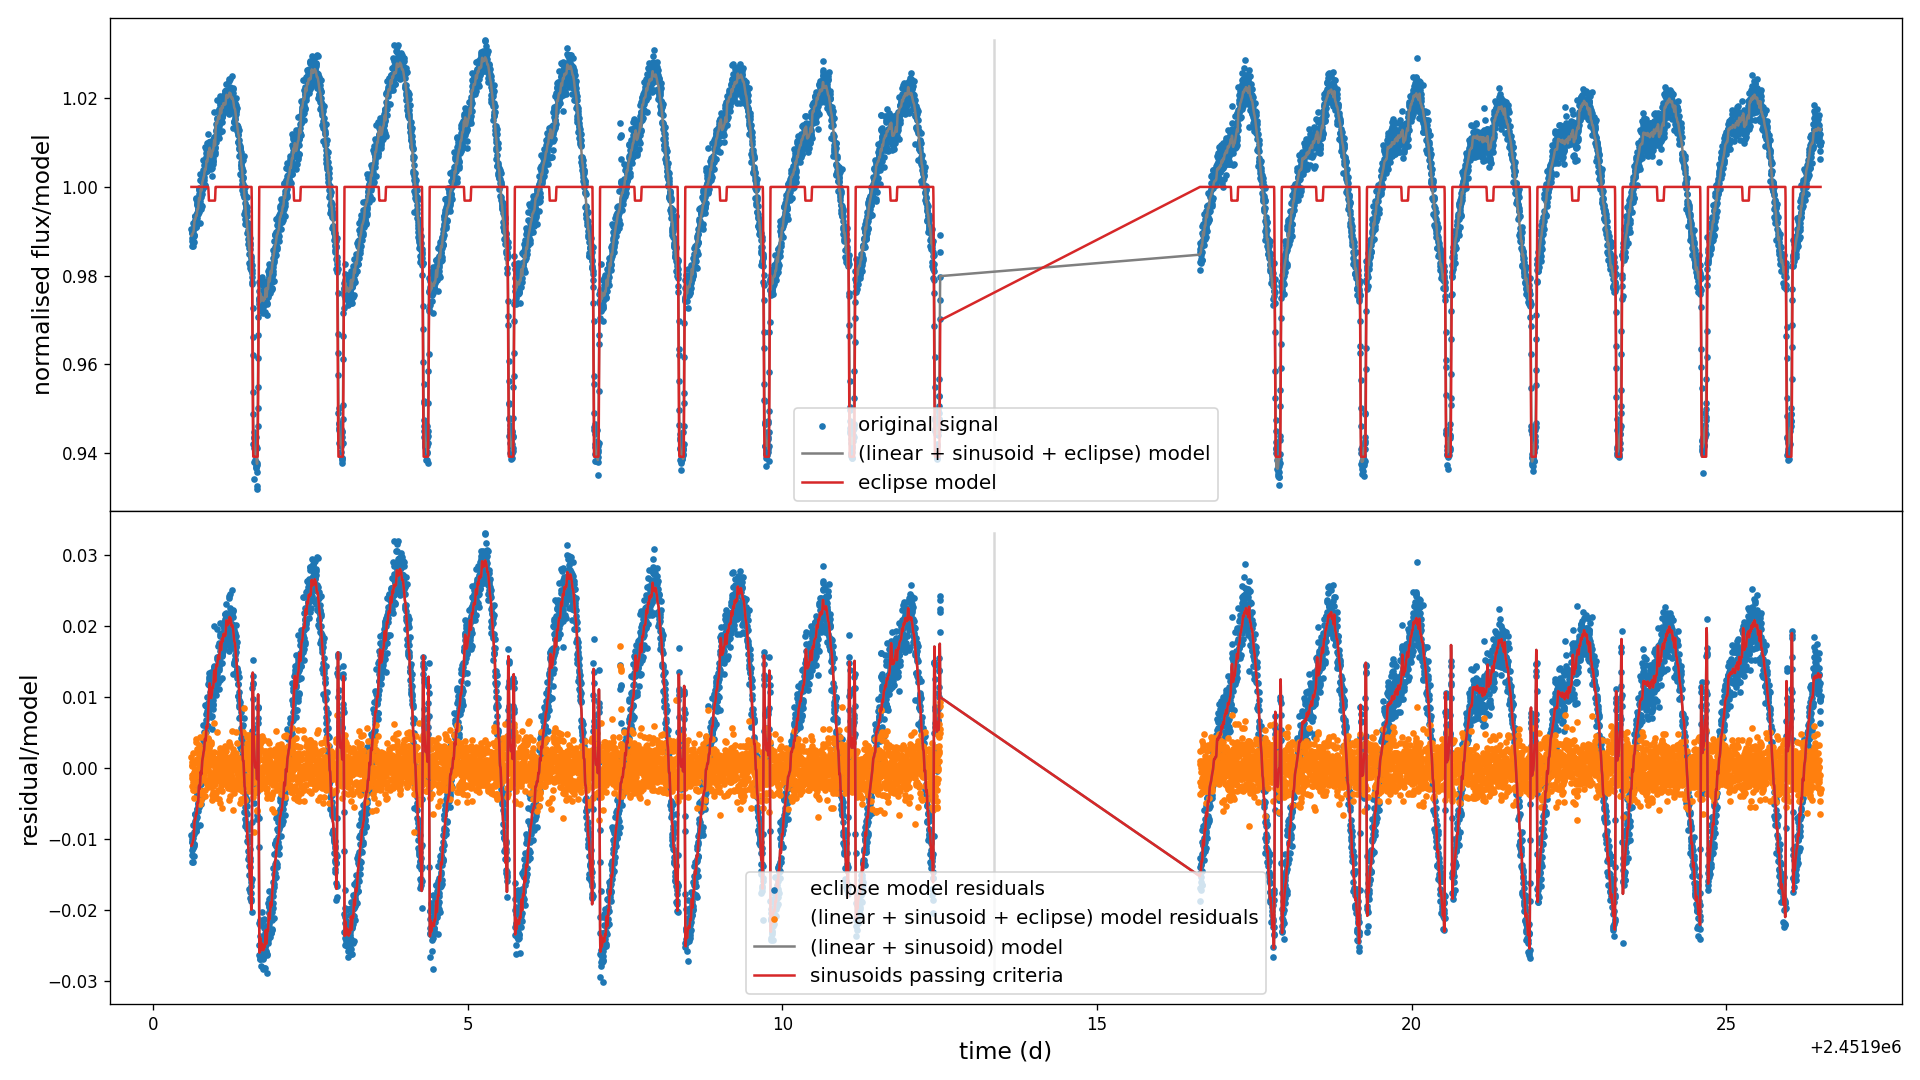 normalised flux/model
1.02
1.00
0.98
0.96
0.94
original signal
(linear + sinusoid + eclipse) model
eclipse model
residual/model
0.03
0.02
0.01
0.00
−0.01
−0.02
−0.03
eclipse model residuals
(linear + sinusoid + eclipse) model residuals
(linear + sinusoid) model
sinusoids passing criteria
0 5 10 15 20 25
time (d)
+2.4519e6